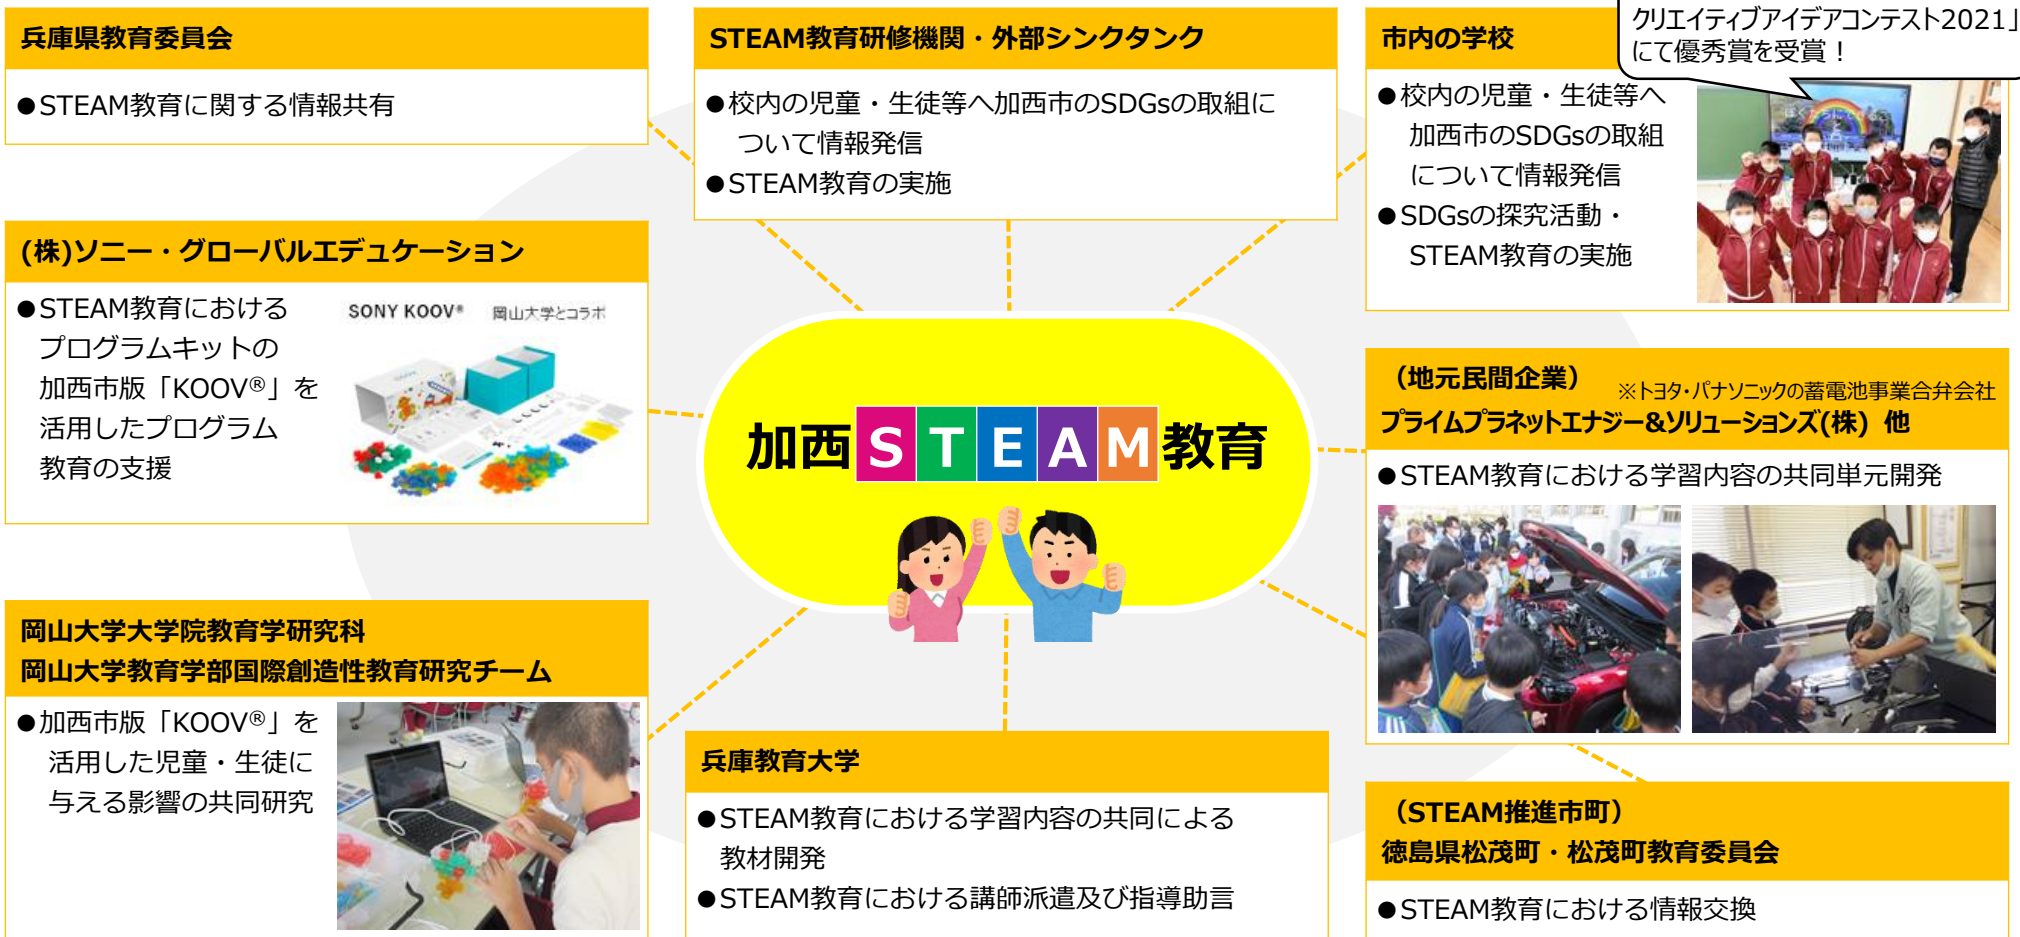 兵庫県教育委員会
●STEAM教育に関する情報共有
STEAM教育研修機関・外部シンクタンク
●校内の児童・生徒等へ加西市のSDGsの取組に
ついて情報発信
●STEAM教育の実施
市内の学校
クリエイティブアイデアコンテスト2021」
にて優秀賞を受賞！
●校内の児童・生徒等へ
加西市のSDGsの取組
について情報発信
●SDGsの探究活動・
STEAM教育の実施
(株)ソニー・グローバルエデュケーション
●STEAM教育における
プログラムキットの
加西市版「KOOV®」を
活用したプログラム
教育の支援
SONY KOOV® 岡山大学とコラボ
加西STEAM教育
（地元民間企業）
※トヨタ・パナソニックの蓄電池事業合弁会社
プライムプラネットエナジー&ソリューションズ(株) 他
●STEAM教育における学習内容の共同単元開発
岡山大学大学院教育学研究科
岡山大学教育学部国際創造性教育研究チーム
●加西市版「KOOV®」を
活用した児童・生徒に
与える影響の共同研究
兵庫教育大学
●STEAM教育における学習内容の共同による
教材開発
●STEAM教育における講師派遣及び指導助言
（STEAM推進市町）
徳島県松茂町・松茂町教育委員会
●STEAM教育における情報交換